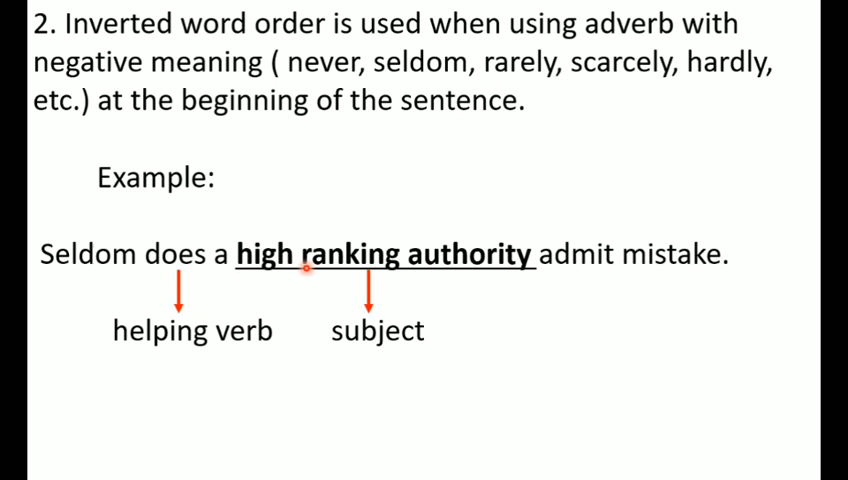 2. Inverted word order is used when using adverb with
negative meaning ( never, seldom, rarely, scarcely, hardly,
etc.) at the beginning of the sentence.
Example:
Seldom does a high ranking authority admit mistake.
helping verb subject